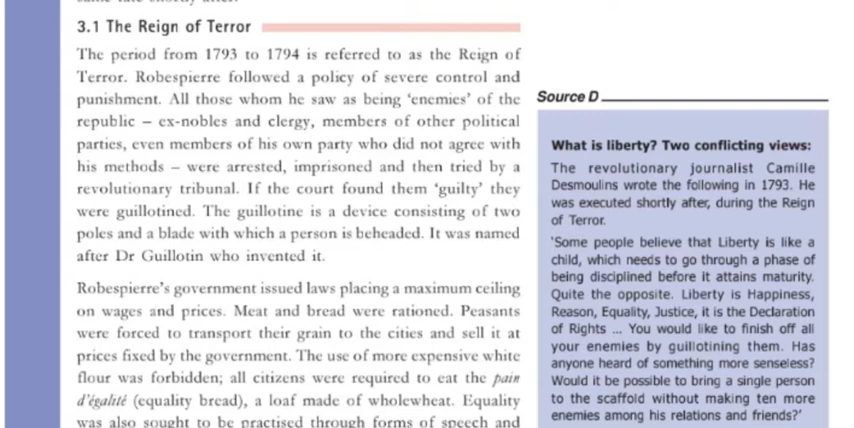 3.1 The Reign of Terror
The period from 1793 to 1794 is referred to as the Reign of
Terror. Robespierre followed a policy of severe control and
punishment. All those whom he saw as being ‘enemies’ of the
republic – ex-nobles and clergy, members of other political
parties, even members of his own party who did not agree with
his methods – were arrested, imprisoned and then tried by a
revolutionary tribunal. If the court found them ‘guilty’ they
were guillotined. The guillotine is a device consisting of two
poles and a blade with which a person is beheaded. It was named
after Dr Guillotin who invented it.
Robespierre’s government issued laws placing a maximum ceiling
on wages and prices. Meat and bread were rationed. Peasants
were forced to transport their grain to the cities and sell it at
prices fixed by the government. The use of more expensive white
flour was forbidden; all citizens were required to eat the pain
d’égalité (equality bread), a loaf made of wholewheat. Equality
was also sought to be practised through forms of speech and
Source D
What is liberty? Two conflicting views:
The revolutionary journalist Camille
Desmoulins wrote the following in 1793. He
was executed shortly after, during the Reign
of Terror.
‘Some people believe that Liberty is like a
child, which needs to go through a phase of
being disciplined before it attains maturity.
Quite the opposite. Liberty is Happiness,
Reason, Equality, Justice, it is the Declaration
of Rights ... You would like to finish off all
your enemies by guillotining them. Has
anyone heard of something more senseless?
Would it be possible to bring a single person
to the scaffold without making ten more
enemies among his relations and friends?’